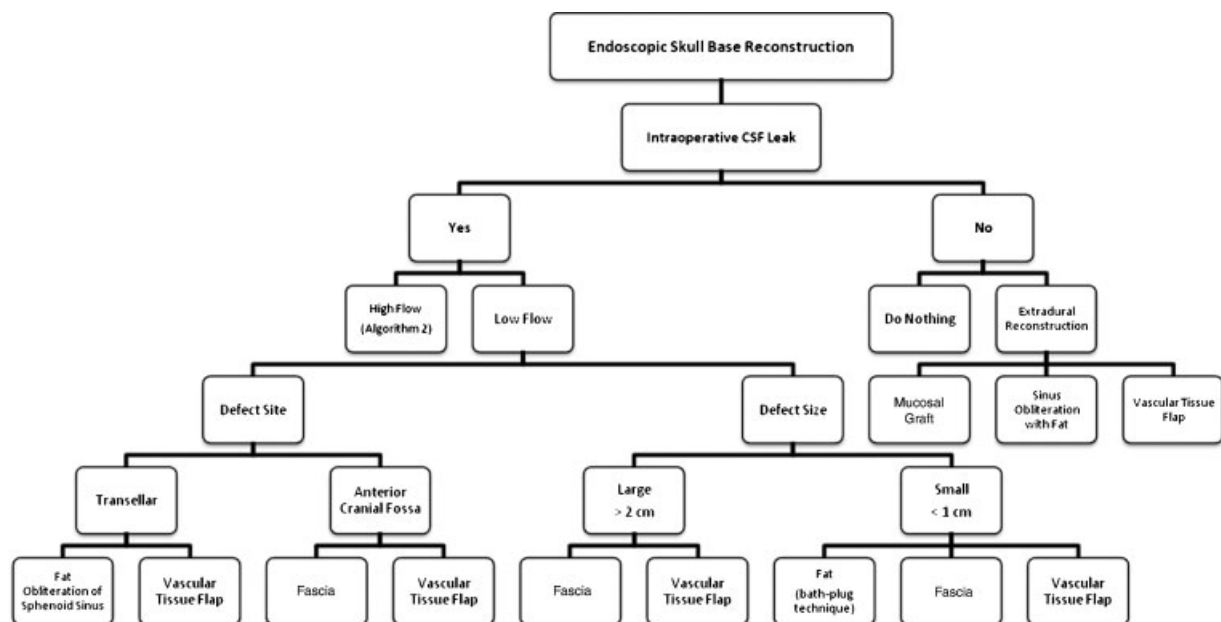 Endoscopic Skull Base Reconstruction
Intraoperative CSF Leak
Yes
No
High Flow
(Algorithm 2)
Low Flow
Do Nothing
Extradural
Reconstruction
Defect Site
Defect Size
Mucosal
Graft
Sinus
Obliteration
with Fat
Vascular Tissue
Flap
Transellar
Anterior
Cranial Fossa
Large
> 2 cm
Small
< 1 cm
Fat
Obliteration of
Sphenoid Sinus
Vascular
Tissue Flap
Fascia
Vascular
Tissue Flap
Fascia
Vascular
Tissue Flap
Fat
(bath-plug
technique)
Fascia
Vascular
Tissue Flap